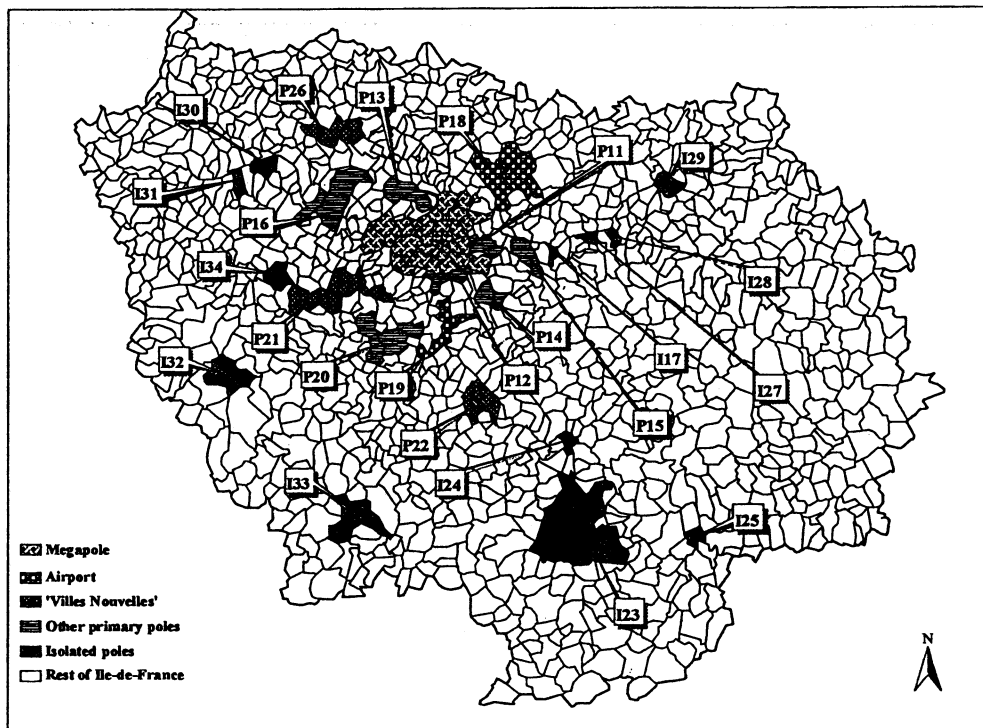 P26
P13
I30
P18
P11
I29
I31
P16
I34
I28
P21
P14
I32
P20
I17
P19
P12
I27
P15
P22
I24
I33
I25
I23
Megapole
Airport
'Villes Nouvelles'
Other primary poles
Isolated poles
Rest of Ile-de-France
N